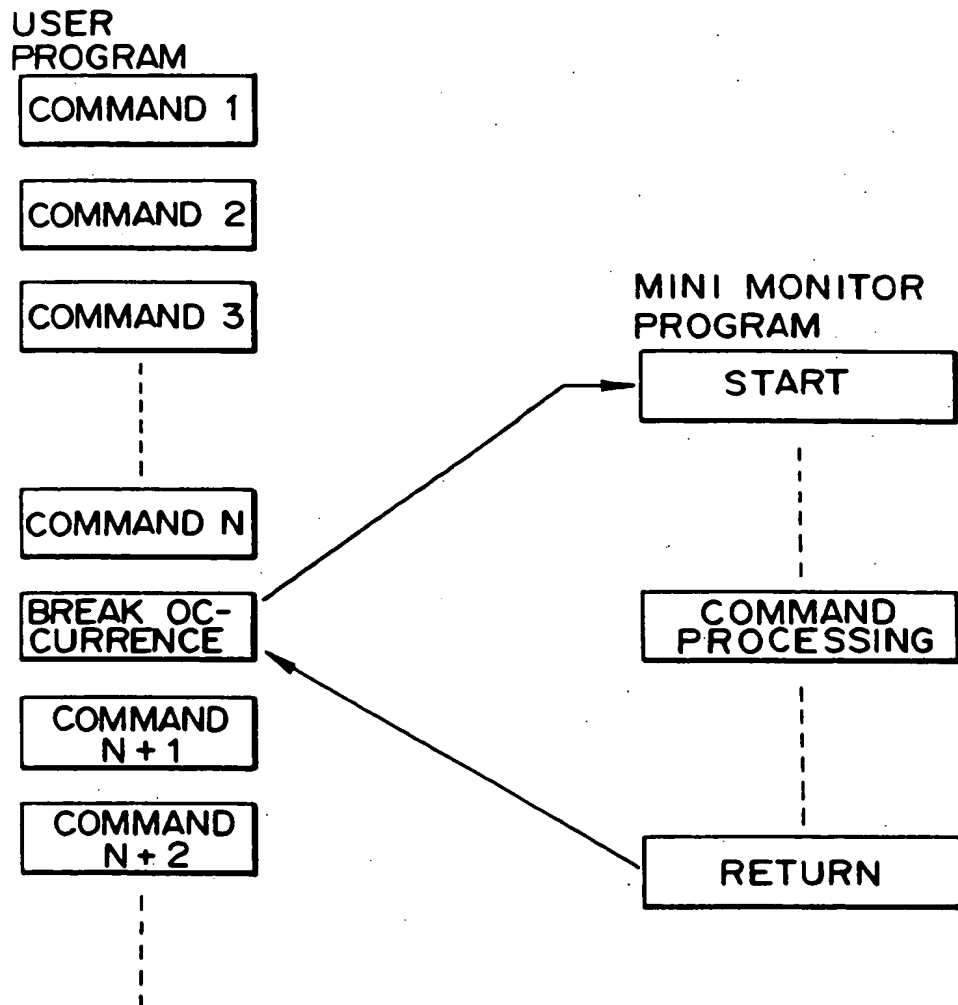 USER
PROGRAM
COMMAND 1
COMMAND 2
COMMAND 3
COMMAND N
BREAK OC-
CURRENCE
COMMAND
N+1
COMMAND
N+2
MINI MONITOR
PROGRAM
START
COMMAND
PROCESSING
RETURN